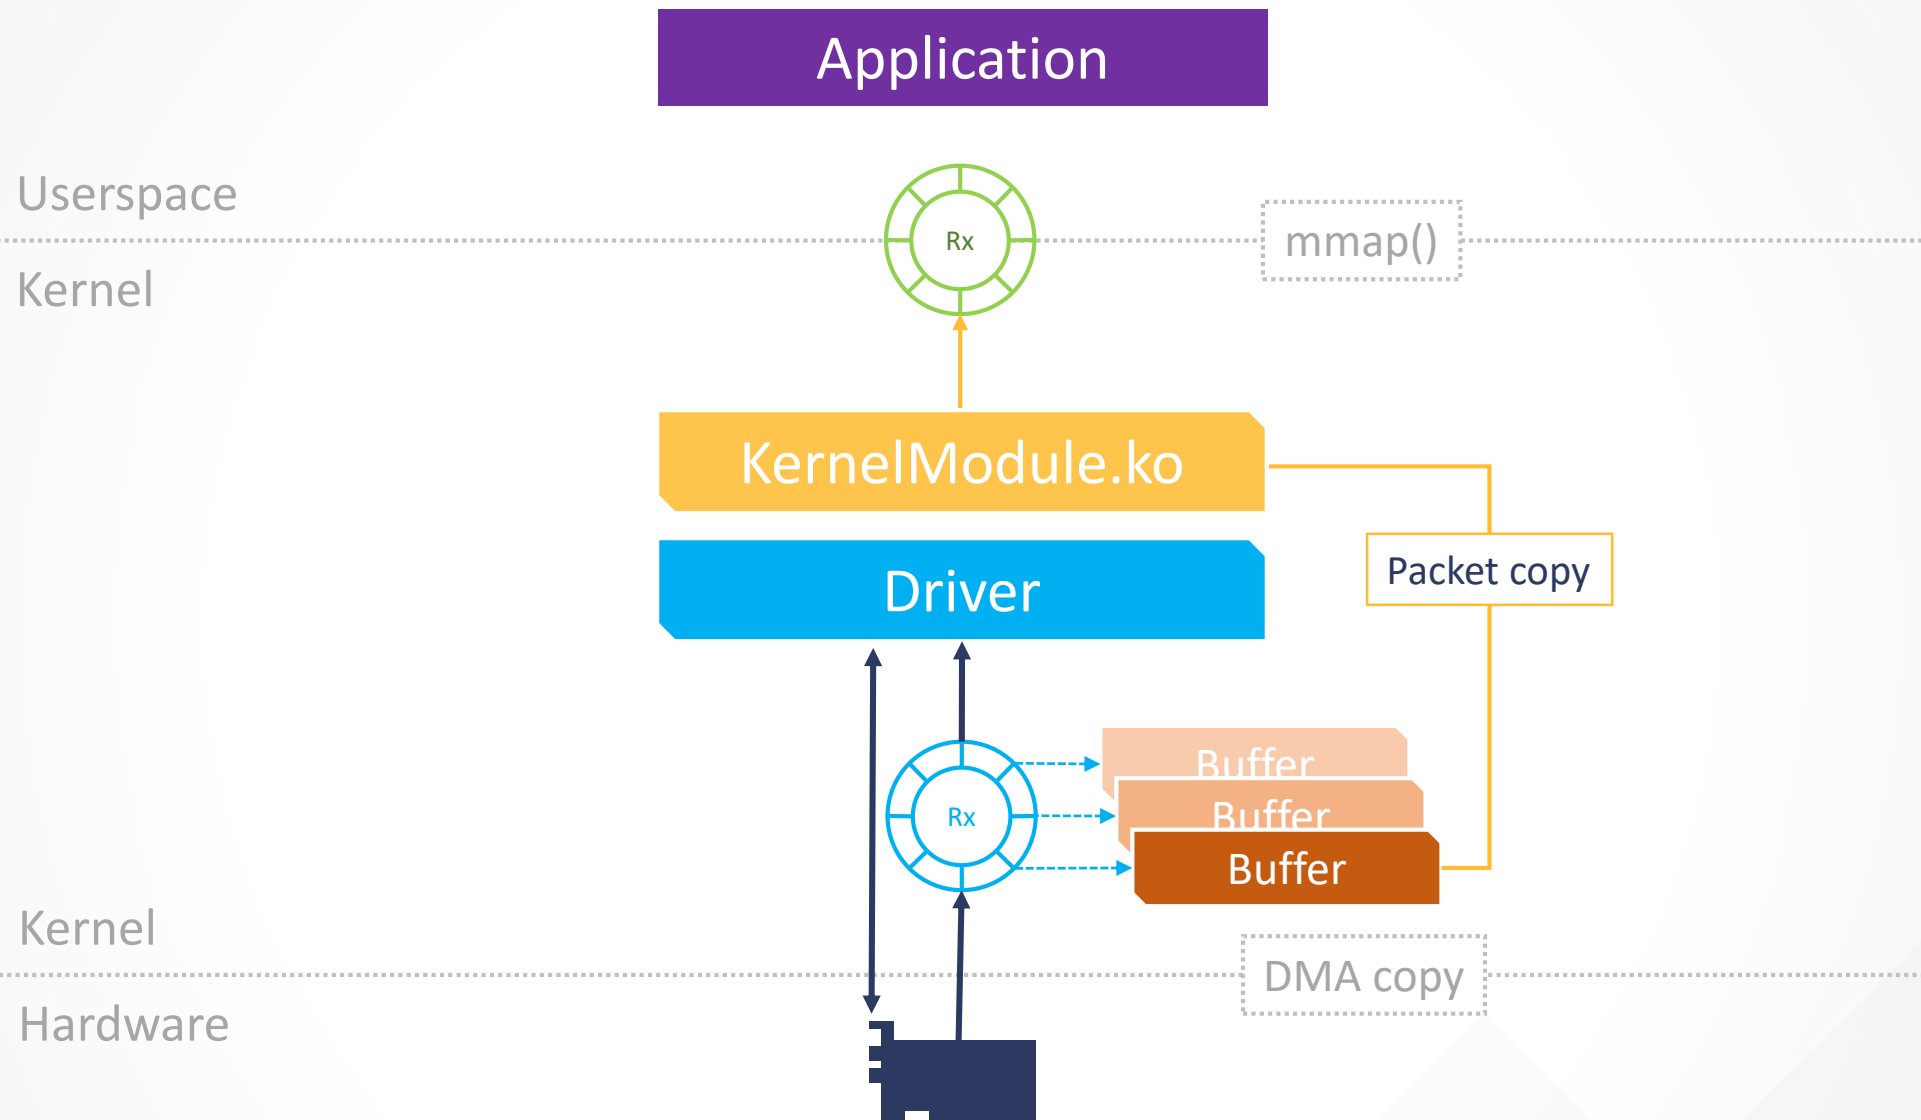 Application
Userspace
Rx
mmap()
Kernel
KernelModule.ko
Packet copy
Driver
Buffer
Buffer
Rx
Buffer
Kernel
DMA copy
Hardware